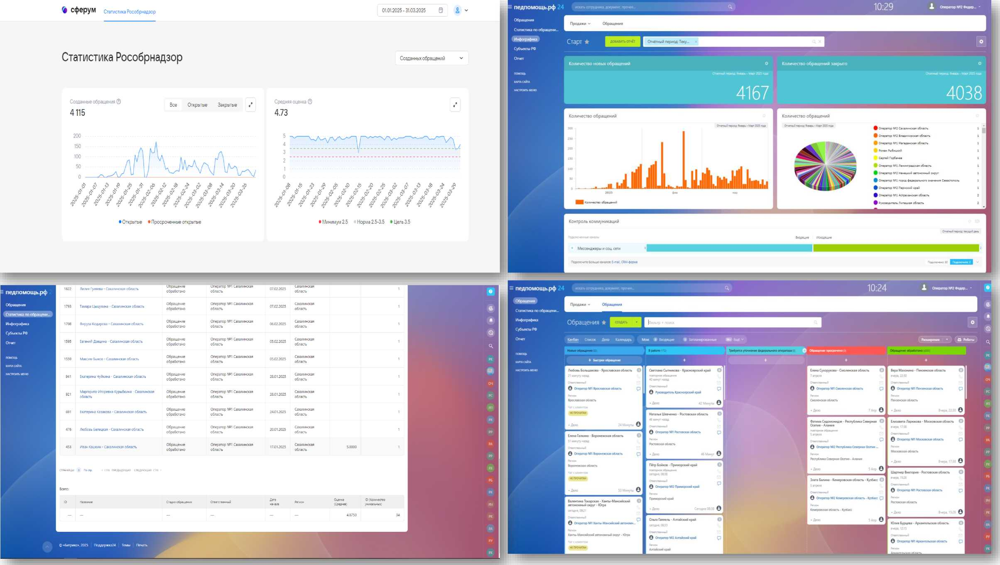 сферум
Статистика Рособрнадзор
01.01.2025 - 31.03.2025
Статистика Рособрнадзор
Созданных обращений
Созданные обращения
4 115
Все Открытые Закрытые
200
150
100
50
0
2025-01-01 2025-01-07 2025-01-13 2025-01-19 2025-01-25 2025-01-31 2025-02-06 2025-02-12 2025-02-18 2025-02-24 2025-03-02 2025-03-08 2025-03-14 2025-03-20 2025-03-26
Открытые Просроченные открытые
Средняя оценка
4.73
5
4
3
2
1
0
2025-01-08 2025-01-15 2025-01-23 2025-01-29 2025-02-05 2025-02-10 2025-02-15 2025-02-20 2025-02-25 2025-03-02 2025-03-07 2025-03-13 2025-03-18 2025-03-24 2025-03-29
Минимум 2.5 Норма 2.5-3.5 Цель 3.5
педпомощь.рф 24
искать сотрудника, документ, прочее...
10:29
Оператор №2 Федер...
Обращения
Статистика по обращени...
Инфографика
Субъекты РФ
Отчет
ПОМОЩЬ
КАРТА САЙТА
НАСТРОИТЬ МЕНЮ
Продажи Обращения
Старт
ДОБАВИТЬ ОТЧЁТ
Отчётный период: Теку...
Количество новых обращений
Отчетный период: Январь – Март 2025 года
4167
Количество обращений закрыто
Отчетный период: Январь – Март 2025 года
4038
Количество обращений
Отчетный период: Январь – Март 2025 года
300
250
200
150
100
50
0
2025 фев мар
Количество обращений
Количество обращений
Отчетный период: Январь – Март 2025 года
Оператор №2 Сахалинская область 1
Оператор №2 Владимирская область 1
Оператор №1 Магаданская область 1
Роман Рыбицкий 1
Сергей Горбачев 1
Оператор №1 Ленинградская область 1
Оператор №2 Ненецкий автономный округ 1
Оператор №1 город федерального значения Севастополь 1
Оператор №2 Пермский край 1
Оператор №1 Астраханская область 2
Руководитель Липецкая область 2
Контроль коммуникаций
Отчетный период: текущий день
Подключенные каналы Входящие Исходящие
Мессенджеры и соц. сети
2
Подключите больше каналов: E-mail, CRM-форма
Подключено: 30 Подключить: 2
педпомощь.рф 2
Обращения
Статистика по обращени...
Инфографика
Субъекты РФ
Отчет
ПОМОЩЬ
КАРТА САЙТА
НАСТРОИТЬ МЕНЮ
1822 Лилия Гуляева - Сахалинская область Обращение обработано Оператор №1 Сахалинская область 07.02.2025 Сахалинская область 1
1793 Тамара Цыцулина - Сахалинская область Обращение обработано Оператор №1 Сахалинская область 07.02.2025 Сахалинская область 1
1708 Фируза Кодирова - Сахалинская область Обращение обработано Оператор №1 Сахалинская область 06.02.2025 Сахалинская область 1
1595 Евгений Дзецина - Сахалинская область Обращение обработано Оператор №1 Сахалинская область 05.02.2025 Сахалинская область 1
1559 Максим Быков - Сахалинская область Обращение обработано Оператор №1 Сахалинская область 05.02.2025 Сахалинская область 1
941 Екатерина Чуйкина - Сахалинская область Обращение обработано Оператор №1 Сахалинская область 28.01.2025 Сахалинская область 1
921 Маргарита Игоревна Курыбкина - Сахалинская область Обращение обработано Оператор №1 Сахалинская область 28.01.2025 Сахалинская область 1
691 Екатерина Казакова - Сахалинская область Обращение обработано Оператор №1 Сахалинская область 24.01.2025 Сахалинская область 1
476 Любовь Белецкая - Сахалинская область Обращение обработано Оператор №1 Сахалинская область 20.01.2025 Сахалинская область 1
453 Иван Кашкин - Сахалинская область Обращение обработано Оператор №1 Сахалинская область 17.01.2025 Сахалинская область 5.0000 1
СТРАНИЦЫ: 1 По стр. СТРЕЛ ПРЕДЫДУЩАЯ СЛЕДУЮЩАЯ
Всего:
ID Название Стадия обращения Ответственный Дата начала Регион Оценка (Среднее) ID (Количество уникальных)
— — — — — — 4.8750 34
© «Битрикс», 2025 Поддержка24 Темы Печать
педпомощь.рф 24
искать сотрудника, документ, прочее...
10:24
Оператор №2 Федер...
Обращения
Статистика по обращени...
Инфографика
Субъекты РФ
Отчет
ПОМОЩЬ
КАРТА САЙТА
НАСТРОИТЬ МЕНЮ
Продажи Обращения
Обращения
СОЗДАТЬ
Фильтр + поиск
Канбан Список Дела Календарь Мои: 0 Входящие 0 Запланированные 99+ Ещё
Расширения Роботы
Новые обращения
+ Быстрое обращение
Любовь Большакова - Ярославская область
21 минуту назад
Ответственный
Оператор №1 Ярославская область
Регион
Ярославская область
Чат с клиентом
НЕ ПРОЧИТАН
+ Дело 24 Минуты
Елена Галкина - Воронежская область
51 минуту назад
Ответственный
Оператор №1 Воронежская область
Регион
Воронежская область
Чат с клиентом
НЕ ПРОЧИТАН
+ Дело 53 Минуты
Валентина Токарская - Ханты-Мансийский автономный округ - Югра
сегодня, 09:21
Ответственный
Оператор №1 Ханты-Мансийский автономн...
Регион
Ханты-Мансийский автономный округ - Югра
Чат с клиентом
НЕ ПРОЧИТАН
В работе (172)
Светлана Сытникова - Красноярский край
повторное обращение
40 минут назад
Ответственный
Руководитель Красноярский край
+ Дело 42 Минуты
Наталья Шевченко - Ростовская область
46 минут назад
Ответственный
Оператор №1 Ростовская область
Регион
Ростовская область
+ Дело 46 Минут
Пётр Бойков - Приморский край
повторное обращение
сегодня, 08:38
Ответственный
Оператор №2 Приморский край
Регион
Приморский край
+ Дело Сегодня 08:38
Ольга Гаппель - Алтайский край
сегодня, 08:33
Ответственный
Оператор №2 Алтайский край
Регион
Алтайский край
Требуется уточнение федерального оператора (0)
Обращение просрочено (3)
Елена Сухорукова - Смоленская область
7 апреля
Ответственный
Оператор №1 Смоленская область
Регион
Смоленская область
+ Дело 7 Апр
Фатима Сидомонидзе - Республика Северная Осетия - Алания
повторное обращение
5 апреля
Ответственный
Оператор №2 Республика Северная Осетия ...
Регион
Республика Северная Осетия - Алания
+ Дело 5 Апр
Злата Балина - Кемеровская область - Кузбасс
5 апреля
Ответственный
Оператор №2 Кемеровская область - Кузбасс
Регион
Кемеровская область - Кузбасс
+ Дело 5 Апр
Обращение обработано
Вера Махонина - Пензенская область
вчера, 22:30
Ответственный
Оператор №1 Пензенская область
Регион
Пензенская область
+ Дело Вчера, 22:30
Елизавета Ларюкова - Московская область
вчера, 17:38
Ответственный
Оператор №1 Московская область
Регион
Московская область
+ Дело Вчера, 17:38
Шартнер Виктория - Ростовская область
вчера, 15:26
Ответственный
Оператор №1 Ростовская область
Регион
Ростовская область
+ Дело Вчера, 15:26
Юлия Бурцева - Архангельская область
вчера, 12:15
Ответственный
Оператор №1 Архангельская область
Регион
Архангельская область